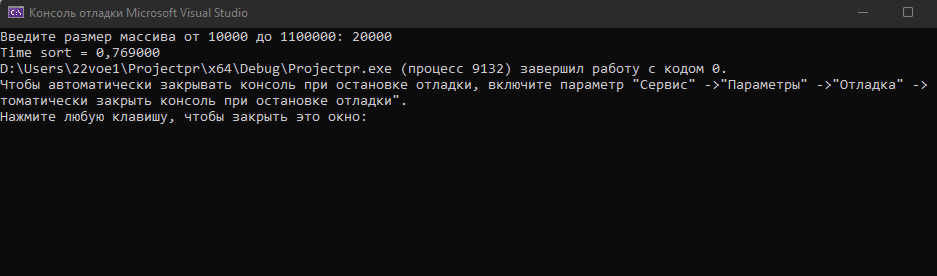 Консоль отладки Microsoft Visual Studio
Введите размер массива от 10000 до 1100000: 20000
Time sort = 0,769000
D:\Users\22voe1\Projectpr\x64\Debug\Projectpr.exe (процесс 9132) завершил работу с кодом 0.
Чтобы автоматически закрывать консоль при остановке отладки, включите параметр "Сервис" ->"Параметры" ->"Отладка" ->
томатически закрыть консоль при остановке отладки".
Нажмите любую клавишу, чтобы закрыть это окно: